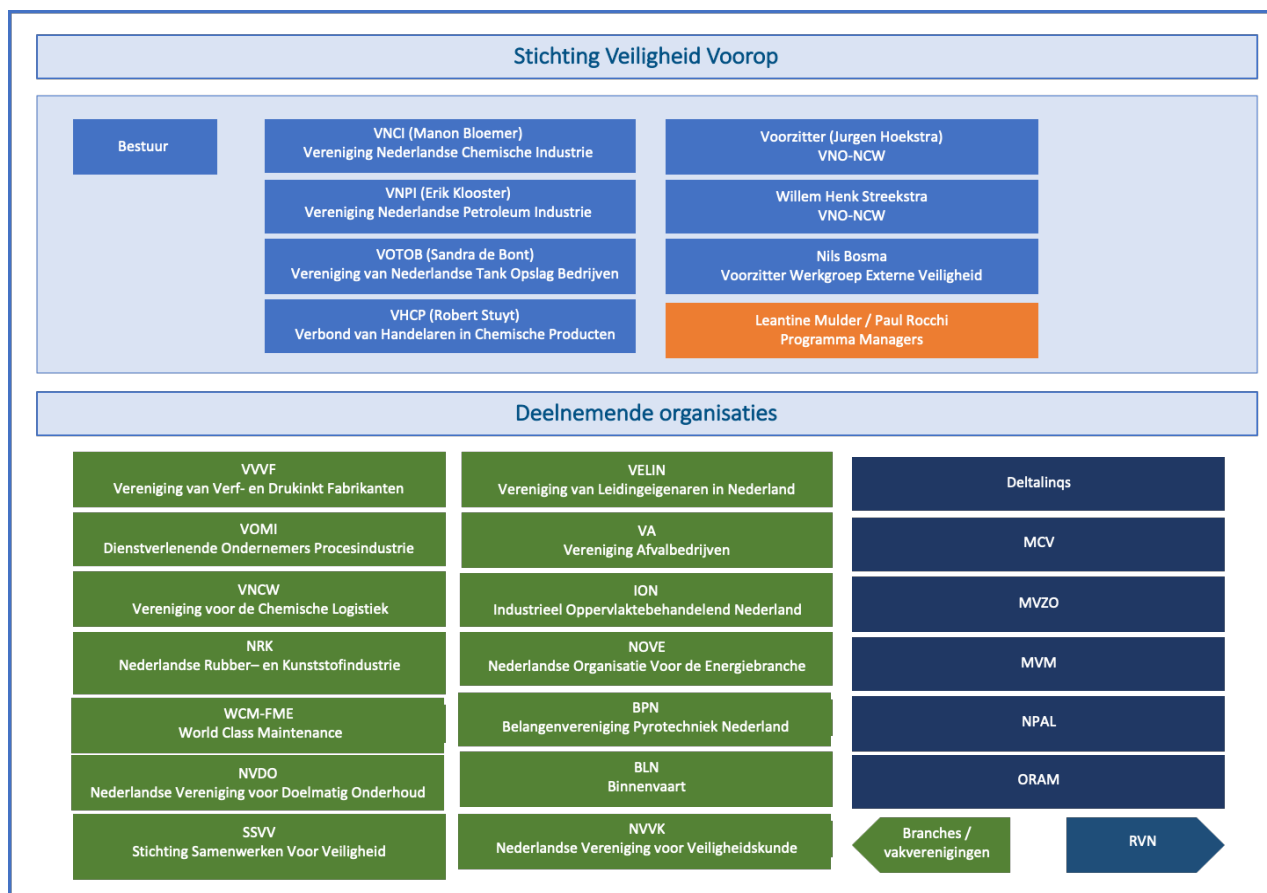 Stichting Veiligheid Voorop
Bestuur
VNCI (Manon Bloemer)
Vereniging Nederlandse Chemische Industrie
VNPI (Erik Klooster)
Vereniging Nederlandse Petroleum Industrie
VOTOB (Sandra de Bont)
Vereniging van Nederlandse Tank Opslag Bedrijven
VHCP (Robert Stuyt)
Verbond van Handelaren in Chemische Producten
Voorzitter (Jurgen Hoekstra)
VNO-NCW
Willem Henk Streekstra
VNO-NCW
Nils Bosma
Voorzitter Werkgroep Externe Veiligheid
Leantine Mulder / Paul Rocchi
Programma Managers
Deelnemende organisaties
VVVF
Vereniging van Verf- en Drukinkt Fabrikanten
VOMI
Dienstverlenende Ondernemers Procesindustrie
VNCW
Vereniging voor de Chemische Logistiek
NRK
Nederlandse Rubber– en Kunststofindustrie
WCM-FME
World Class Maintenance
NVDO
Nederlandse Vereniging voor Doelmatig Onderhoud
SSVV
Stichting Samenwerken Voor Veiligheid
VELIN
Vereniging van Leidingeigenaren in Nederland
VA
Vereniging Afvalbedrijven
ION
Industrieel Oppervlaktebehandelend Nederland
NOVE
Nederlandse Organisatie Voor de Energiebranche
BPN
Belangenvereniging Pyrotechniek Nederland
BLN
Binnenvaart
NVVK
Nederlandse Vereniging voor Veiligheidskunde
Deltalinqs
MCV
MVZO
MVM
NPAL
ORAM
Branches /
vakverenigingen
RVN